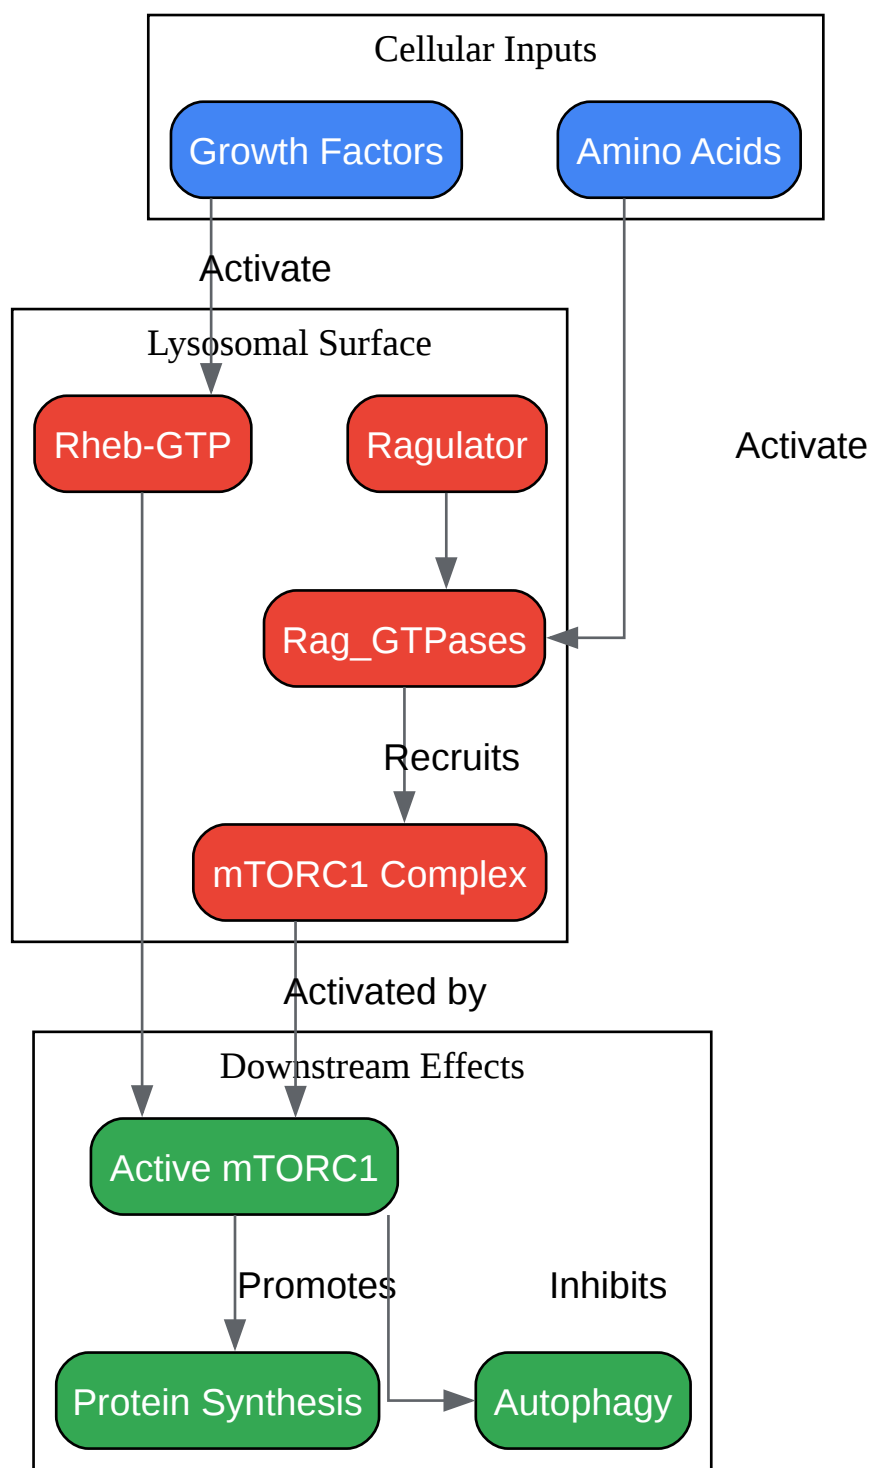 Cellular Inputs
Growth Factors
Amino Acids
Activate
Lysosomal Surface
Rheb-GTP
Ragulator
Activate
Rag_GTPases
Recruits
mTORC1 Complex
Activated by
Downstream Effects
Active mTORC1
Promotes
Inhibits
Protein Synthesis
Autophagy